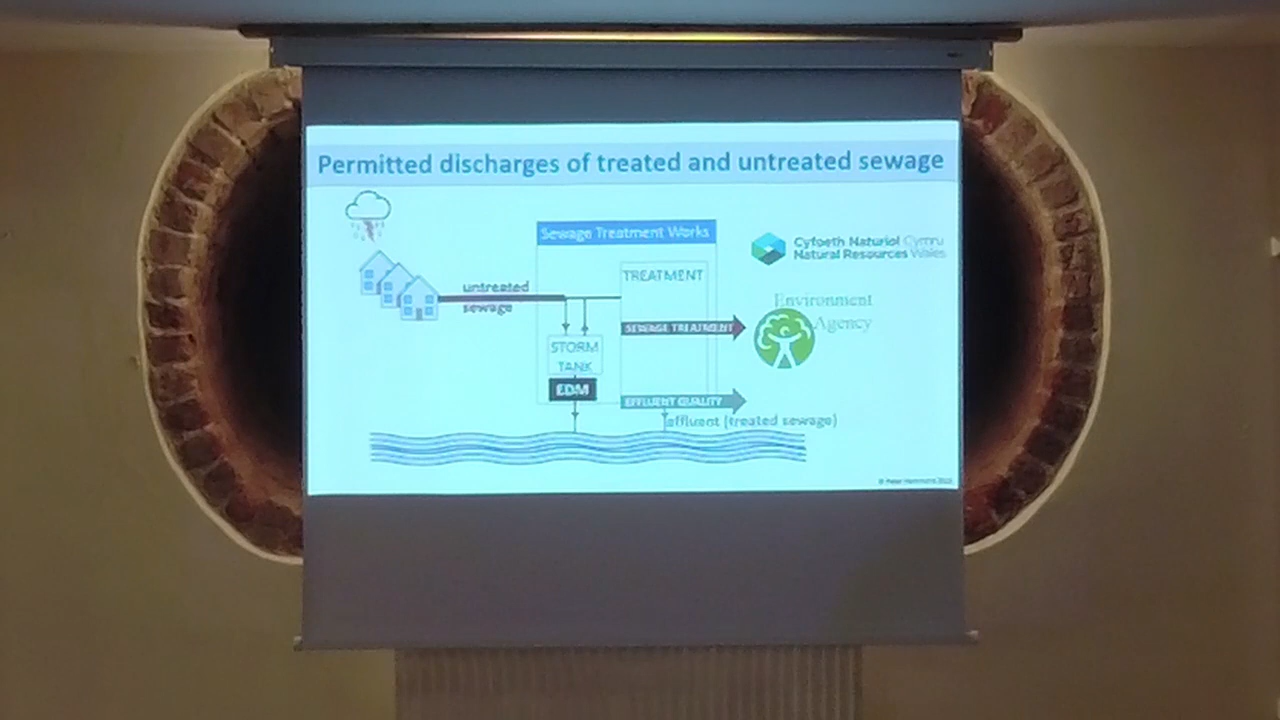 Permitted discharges of treated and untreated sewage
Sewage Treatment Works
Cyfoeth Naturiol Cymru
Natural Resources Wales
TREATMENT
untreated
sewage
Environment
Agency
SEWAGE TREATMENT
STORM
TANK
EDM
EFFLUENT QUALITY
effluent (treated sewage)